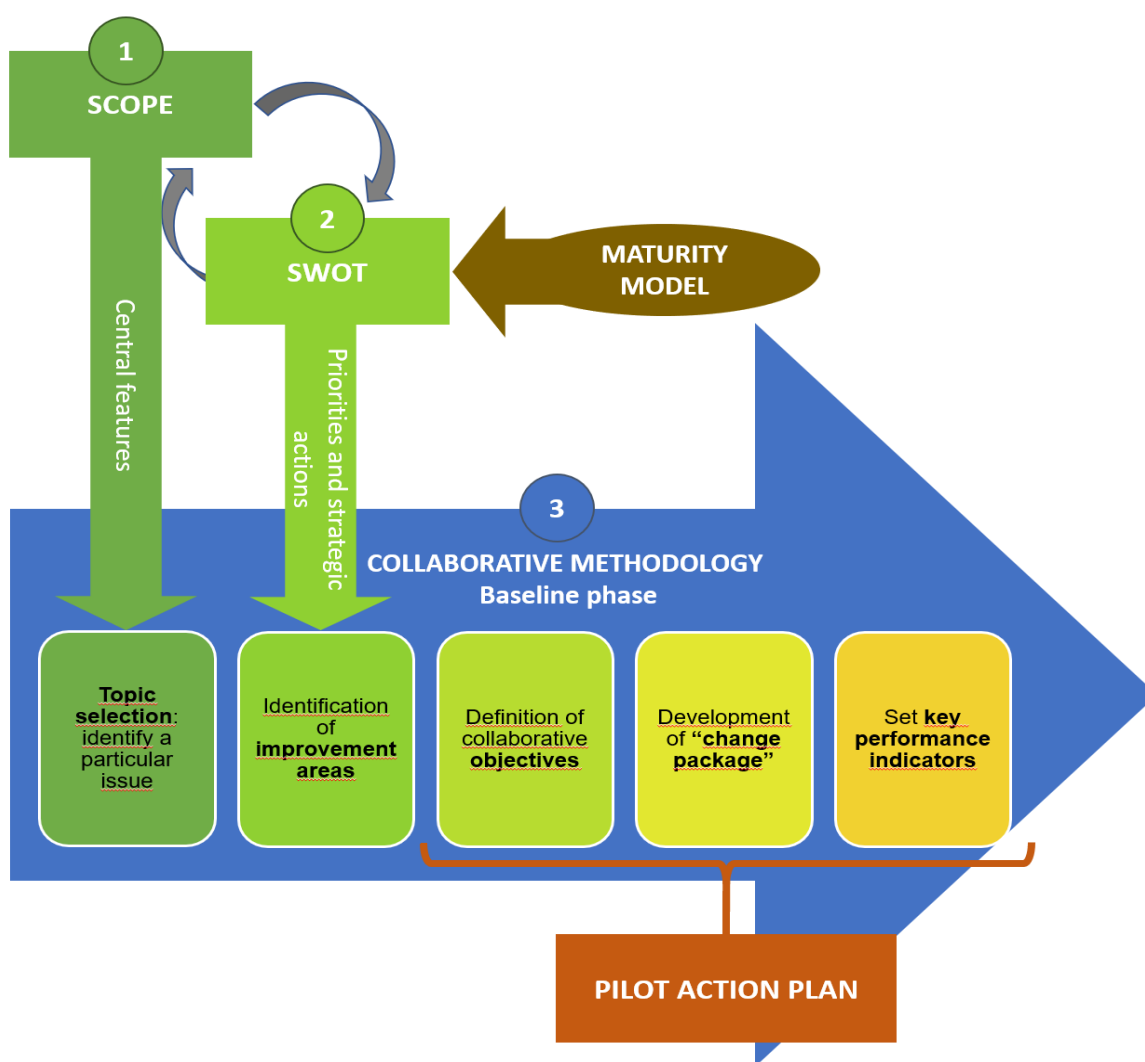 1
SCOPE
2
SWOT
MATURITY
MODEL
Central features
Priorities and strategic
actions
3
COLLABORATIVE METHODOLOGY
Baseline phase
Topic
selection:
identify a
particular
issue
Identification
of
improvement
areas
Definition of
collaborative
objectives
Development
of “change
package”
Set key
performance
indicators
PILOT ACTION PLAN